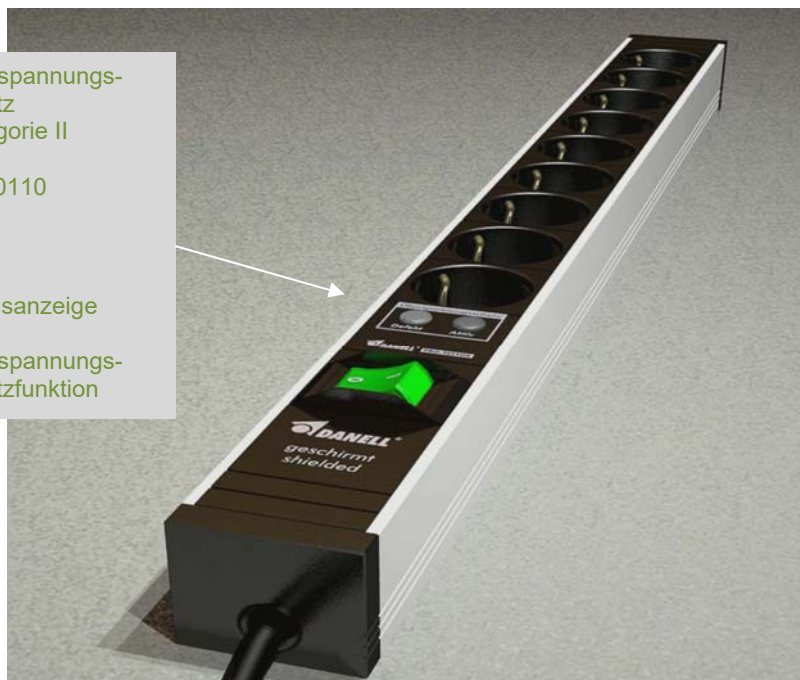 spannungs-
tz
gorie II
0110
sanzeige
spannungs-
tzfunktion
Defekt Aktiv
DANELL®
DANELL®
geschirmt
shielded